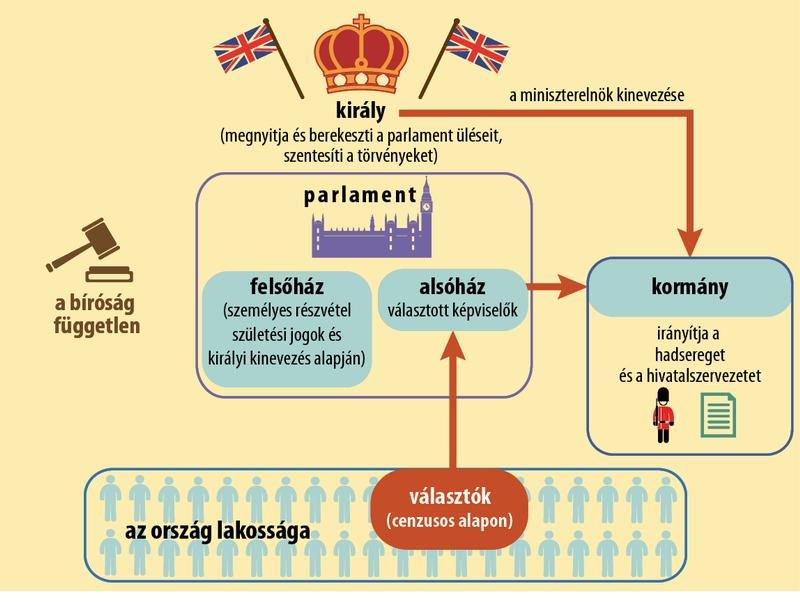 a miniszterelnök kinevezése
király
(megnyitja és berekeszti a parlament üléseit,
szentesíti a törvényeket)
parlament
felsőház
(személyes részvétel
születési jogok és
királyi kinevezés alapján)
alsóház
választott képviselők
kormány
irányítja a
hadsereget
és a hivatalszervezetet
a bíróság
független
választók
(cenzusos alapon)
az ország lakossága